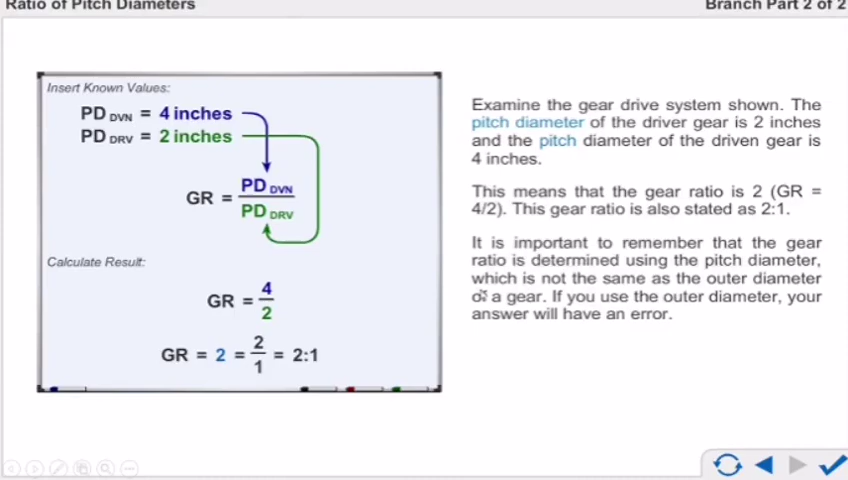 Ratio of Pitch Diameters
Branch Part 2 of 2
Insert Known Values:
PD DVN = 4 inches
PD DRV = 2 inches
GR = PD DVN / PD DRV
Calculate Result:
GR = 4 / 2
GR = 2 = 2 / 1 = 2:1
Examine the gear drive system shown. The
pitch diameter of the driver gear is 2 inches
and the pitch diameter of the driven gear is
4 inches.
This means that the gear ratio is 2 (GR =
4/2). This gear ratio is also stated as 2:1.
It is important to remember that the gear
ratio is determined using the pitch diameter,
which is not the same as the outer diameter
of a gear. If you use the outer diameter, your
answer will have an error.